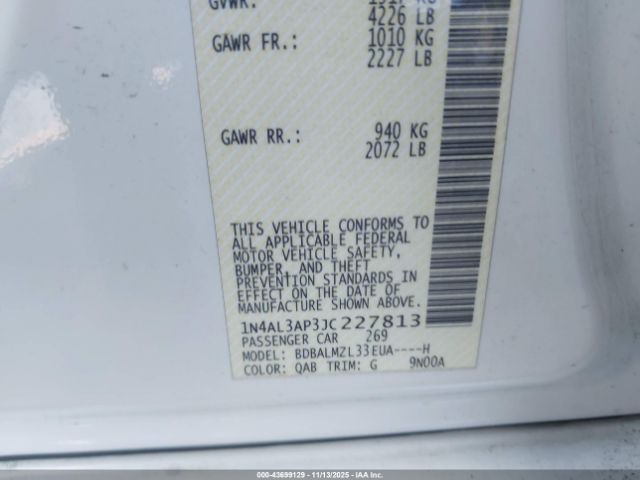 GVWR: 1917 KG
4226 LB
GAWR FR.: 1010 KG
2227 LB
GAWR RR.: 940 KG
2072 LB
THIS VEHICLE CONFORMS TO
ALL APPLICABLE FEDERAL
MOTOR VEHICLE SAFETY,
BUMPER, AND THEFT
PREVENTION STANDARDS IN
EFFECT ON THE DATE OF
MANUFACTURE SHOWN ABOVE.
1N4AL3AP3JC227813
PASSENGER CAR 269
MODEL: BDBALMZL33EUA----H
COLOR: QAB TRIM: G 9N00A
000-43699129 - 11/13/2025 - IAA Inc.